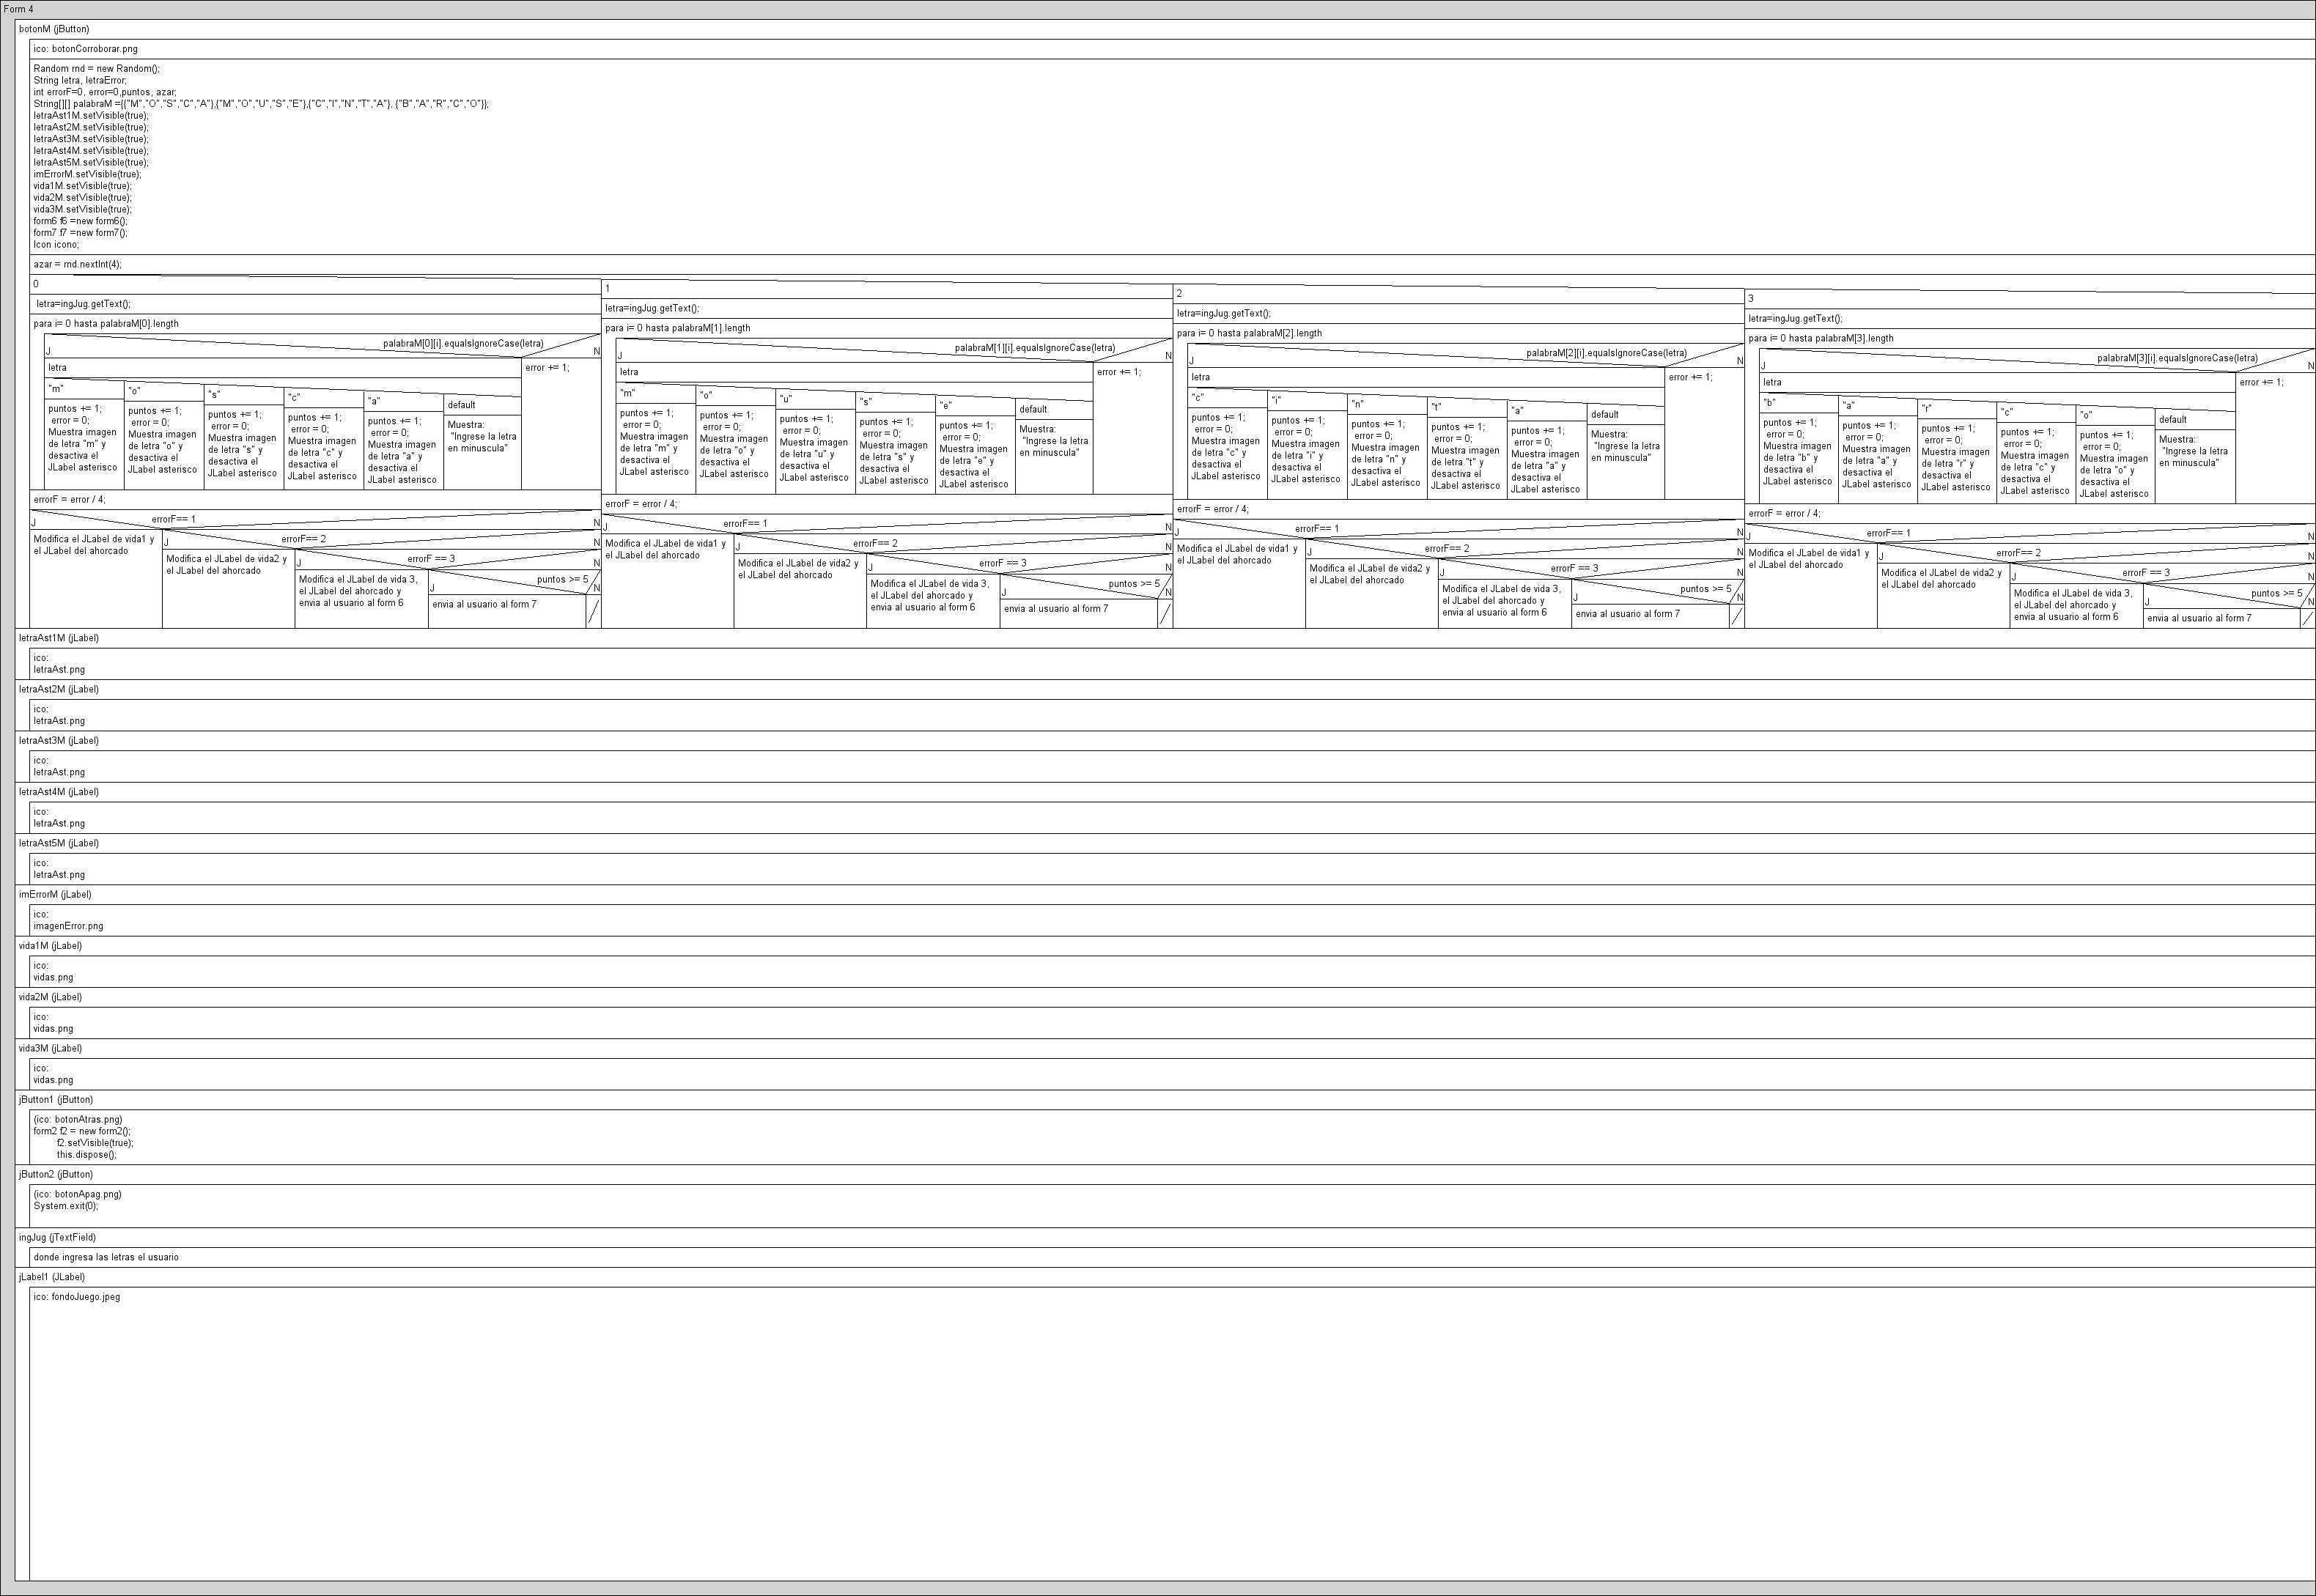 Form 4
botonM (jButton)
ico: botonCorroborar.png
Random rnd = new Random();
String letra, letraError;
int errorF=0, error=0,puntos, azar;
String[][] palabraM ={{"M","O","S","C","A"},{"M","O","U","S","E"},{"C","I","N","T","A"}, {"B","A","R","C","O"}};
letraAst1M.setVisible(true);
letraAst2M.setVisible(true);
letraAst3M.setVisible(true);
letraAst4M.setVisible(true);
letraAst5M.setVisible(true);
imErrorM.setVisible(true);
vida1M.setVisible(true);
vida2M.setVisible(true);
vida3M.setVisible(true);
form6 f6 =new form6();
form7 f7 =new form7();
Icon icono;
azar = rnd.nextInt(4);
0
letra=ingJug.getText();
para i= 0 hasta palabraM[0].length
palabraM[0][i].equalsIgnoreCase(letra)
J
N
letra
error += 1;
"m"
puntos += 1;
error = 0;
Muestra imagen
de letra "m" y
desactiva el
JLabel asterisco
"o"
puntos += 1;
error = 0;
Muestra imagen
de letra "o" y
desactiva el
JLabel asterisco
"s"
puntos += 1;
error = 0;
Muestra imagen
de letra "s" y
desactiva el
JLabel asterisco
"c"
puntos += 1;
error = 0;
Muestra imagen
de letra "c" y
desactiva el
JLabel asterisco
"a"
puntos += 1;
error = 0;
Muestra imagen
de letra "a" y
desactiva el
JLabel asterisco
default
Muestra:
"Ingrese la letra
en minuscula"
errorF = error / 4;
errorF== 1
J
N
Modifica el JLabel de vida1 y
el JLabel del ahorcado
errorF== 2
J
N
Modifica el JLabel de vida2 y
el JLabel del ahorcado
errorF == 3
J
N
Modifica el JLabel de vida 3,
el JLabel del ahorcado y
envia al usuario al form 6
puntos >= 5
J
N
envia al usuario al form 7
1
letra=ingJug.getText();
para i= 0 hasta palabraM[1].length
palabraM[1][i].equalsIgnoreCase(letra)
J
N
letra
error += 1;
"m"
puntos += 1;
error = 0;
Muestra imagen
de letra "m" y
desactiva el
JLabel asterisco
"o"
puntos += 1;
error = 0;
Muestra imagen
de letra "o" y
desactiva el
JLabel asterisco
"u"
puntos += 1;
error = 0;
Muestra imagen
de letra "u" y
desactiva el
JLabel asterisco
"s"
puntos += 1;
error = 0;
Muestra imagen
de letra "s" y
desactiva el
JLabel asterisco
"e"
puntos += 1;
error = 0;
Muestra imagen
de letra "e" y
desactiva el
JLabel asterisco
default
Muestra:
"Ingrese la letra
en minuscula"
errorF = error / 4;
errorF== 1
J
N
Modifica el JLabel de vida1 y
el JLabel del ahorcado
errorF== 2
J
N
Modifica el JLabel de vida2 y
el JLabel del ahorcado
errorF == 3
J
N
Modifica el JLabel de vida 3,
el JLabel del ahorcado y
envia al usuario al form 6
puntos >= 5
J
N
envia al usuario al form 7
2
letra=ingJug.getText();
para i= 0 hasta palabraM[2].length
palabraM[2][i].equalsIgnoreCase(letra)
J
N
letra
error += 1;
"c"
puntos += 1;
error = 0;
Muestra imagen
de letra "c" y
desactiva el
JLabel asterisco
"i"
puntos += 1;
error = 0;
Muestra imagen
de letra "i" y
desactiva el
JLabel asterisco
"n"
puntos += 1;
error = 0;
Muestra imagen
de letra "n" y
desactiva el
JLabel asterisco
"t"
puntos += 1;
error = 0;
Muestra imagen
de letra "t" y
desactiva el
JLabel asterisco
"a"
puntos += 1;
error = 0;
Muestra imagen
de letra "a" y
desactiva el
JLabel asterisco
default
Muestra:
"Ingrese la letra
en minuscula"
errorF = error / 4;
errorF== 1
J
N
Modifica el JLabel de vida1 y
el JLabel del ahorcado
errorF== 2
J
N
Modifica el JLabel de vida2 y
el JLabel del ahorcado
errorF == 3
J
N
Modifica el JLabel de vida 3,
el JLabel del ahorcado y
envia al usuario al form 6
puntos >= 5
J
N
envia al usuario al form 7
3
letra=ingJug.getText();
para i= 0 hasta palabraM[3].length
palabraM[3][i].equalsIgnoreCase(letra)
J
N
letra
error += 1;
"b"
puntos += 1;
error = 0;
Muestra imagen
de letra "b" y
desactiva el
JLabel asterisco
"a"
puntos += 1;
error = 0;
Muestra imagen
de letra "a" y
desactiva el
JLabel asterisco
"r"
puntos += 1;
error = 0;
Muestra imagen
de letra "r" y
desactiva el
JLabel asterisco
"c"
puntos += 1;
error = 0;
Muestra imagen
de letra "c" y
desactiva el
JLabel asterisco
"o"
puntos += 1;
error = 0;
Muestra imagen
de letra "o" y
desactiva el
JLabel asterisco
default
Muestra:
"Ingrese la letra
en minuscula"
errorF = error / 4;
errorF== 1
J
N
Modifica el JLabel de vida1 y
el JLabel del ahorcado
errorF== 2
J
N
Modifica el JLabel de vida2 y
el JLabel del ahorcado
errorF == 3
J
N
Modifica el JLabel de vida 3,
el JLabel del ahorcado y
envia al usuario al form 6
puntos >= 5
J
N
envia al usuario al form 7
letraAst1M (jLabel)
ico:
letraAst.png
letraAst2M (jLabel)
ico:
letraAst.png
letraAst3M (jLabel)
ico:
letraAst.png
letraAst4M (jLabel)
ico:
letraAst.png
letraAst5M (jLabel)
ico:
letraAst.png
imErrorM (jLabel)
ico:
imagenError.png
vida1M (jLabel)
ico:
vidas.png
vida2M (jLabel)
ico:
vidas.png
vida3M (jLabel)
ico:
vidas.png
jButton1 (jButton)
(ico: botonAtras.png)
form2 f2 = new form2();
f2.setVisible(true);
this.dispose();
jButton2 (jButton)
(ico: botonApag.png)
System.exit(0);
ingJug (jTextField)
donde ingresa las letras el usuario
jLabel1 (JLabel)
ico: fondoJuego.jpeg